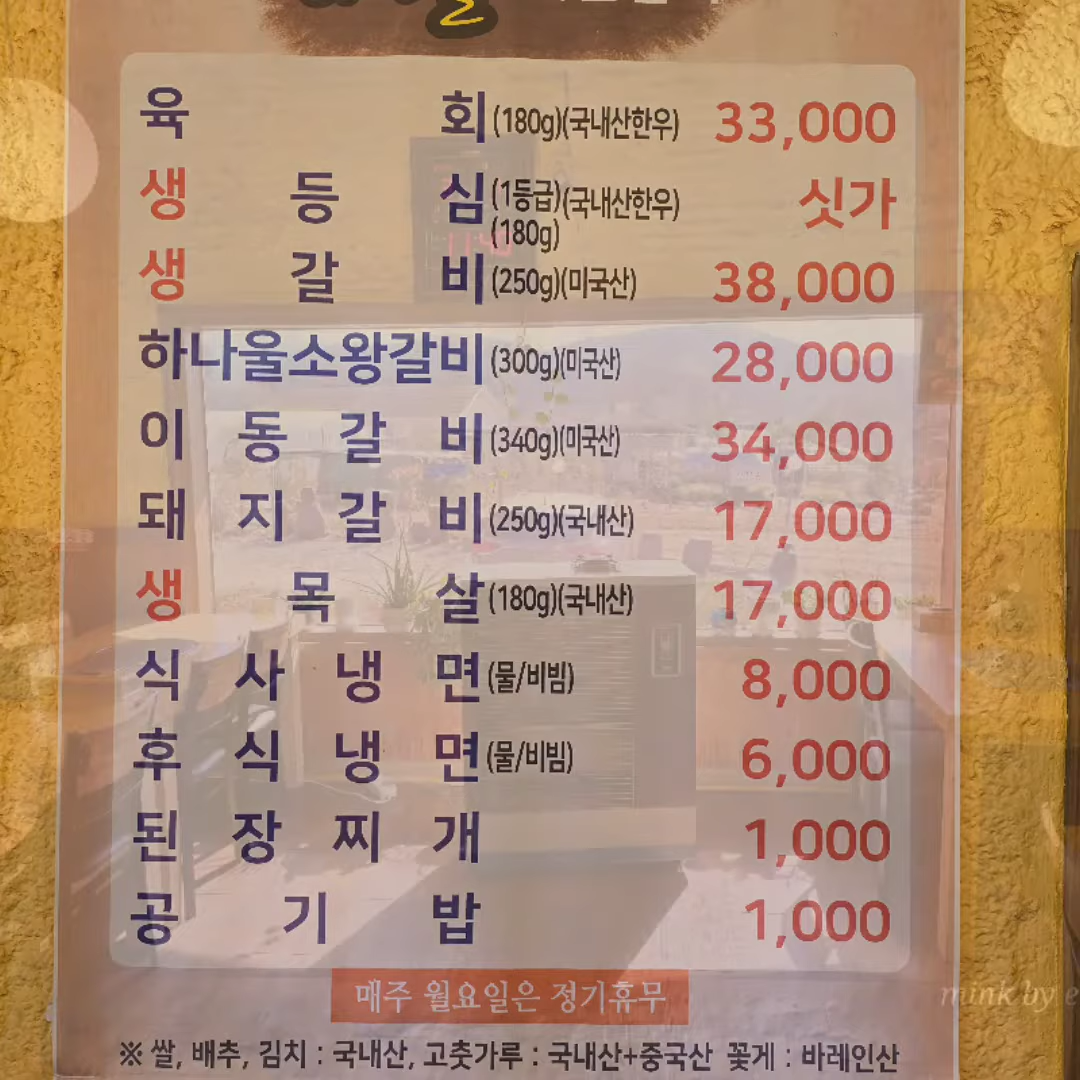 육회 (180g)(국내산한우) 33,000
생등심 (1등급)(국내산한우) 싯가
(180g)
생갈비 (250g)(미국산) 38,000
하나울소왕갈비 (300g)(미국산) 28,000
이동갈비 (340g)(미국산) 34,000
돼지갈비 (250g)(국내산) 17,000
생목살 (180g)(국내산) 17,000
식사냉면 (물/비빔) 8,000
후식냉면 (물/비빔) 6,000
된장찌개 1,000
공기밥 1,000
매주 월요일은 정기휴무
※ 쌀, 배추, 김치 : 국내산, 고춧가루 : 국내산+중국산 꽃게 : 바레인산
mink by